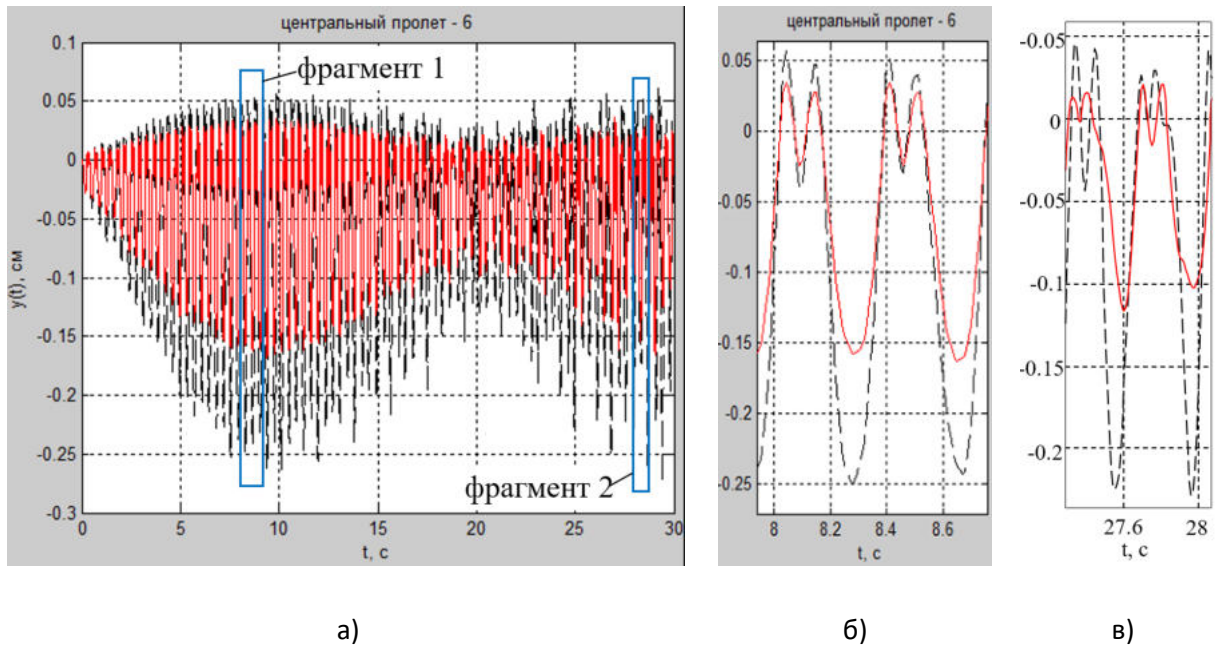 центральный пролет - 6
0.1
0.05
0
-0.05
-0.1
-0.15
-0.2
-0.25
-0.3
y(t), см
0 5 10 15 20 25 30
t, c
фрагмент 1
фрагмент 2
центральный пролет - 6
0.05
0
-0.05
-0.1
-0.15
-0.2
-0.25
8 8.2 8.4 8.6
t, c
-0.05
0
-0.05
-0.1
-0.15
-0.2
27.6 28
t, c
а) б) в)